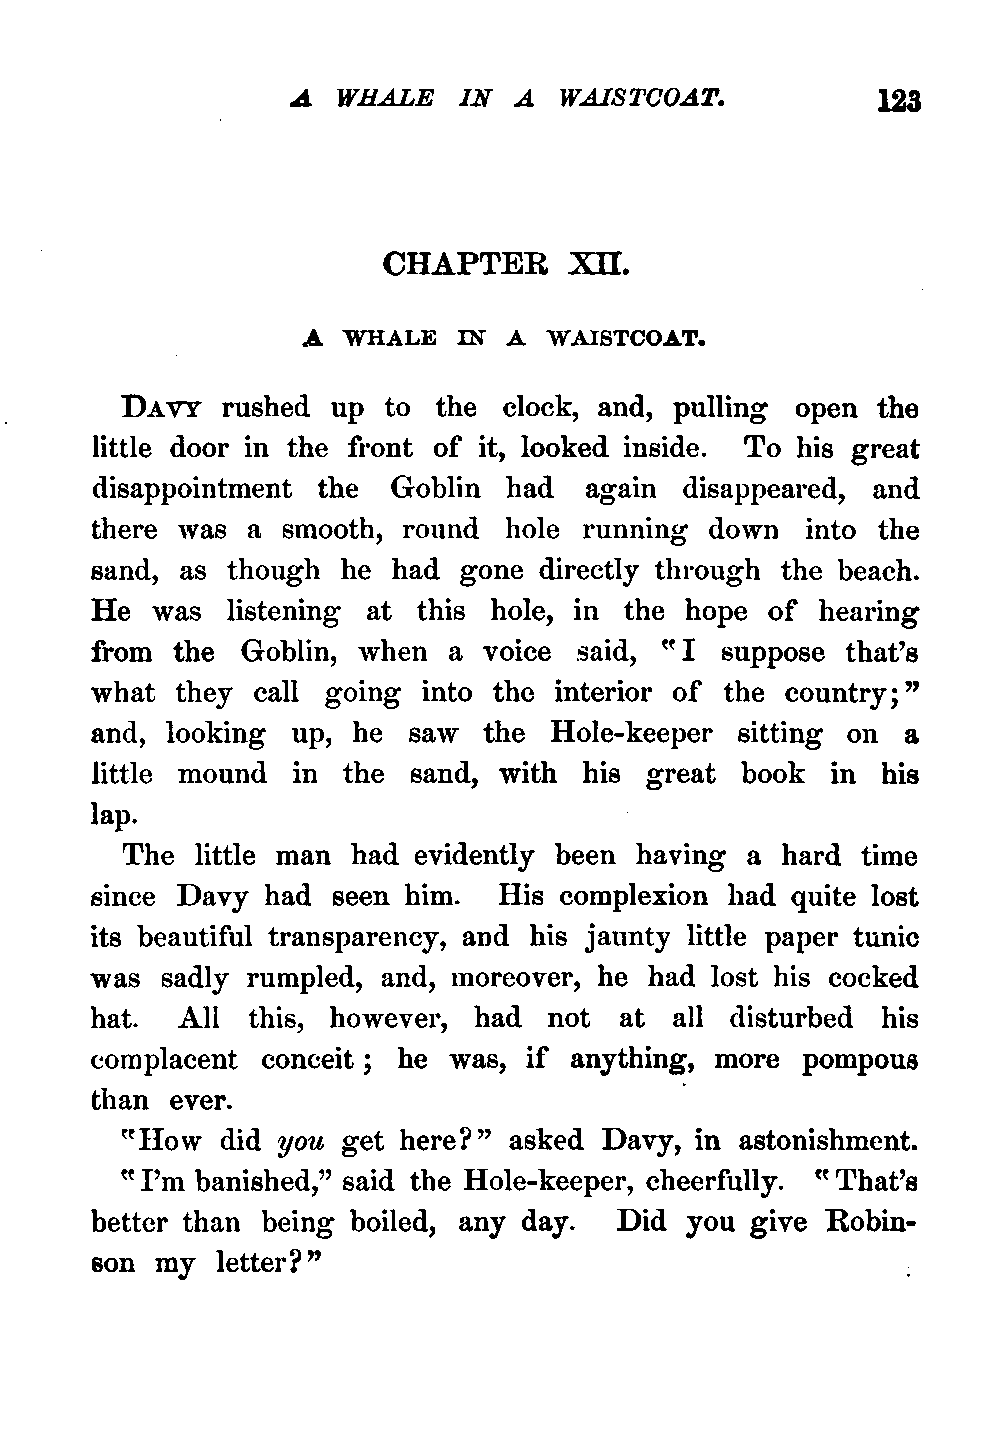 A WHALE IN A WAISTCOAT. 123
CHAPTER XII.
A WHALE IN A WAISTCOAT.
DAVY rushed up to the clock, and, pulling open the
little door in the front of it, looked inside. To his great
disappointment the Goblin had again disappeared, and
there was a smooth, round hole running down into the
sand, as though he had gone directly through the beach.
He was listening at this hole, in the hope of hearing
from the Goblin, when a voice said, "I suppose that's
what they call going into the interior of the country;"
and, looking up, he saw the Hole-keeper sitting on a
little mound in the sand, with his great book in his
lap.
The little man had evidently been having a hard time
since Davy had seen him. His complexion had quite lost
its beautiful transparency, and his jaunty little paper tunic
was sadly rumpled, and, moreover, he had lost his cocked
hat. All this, however, had not at all disturbed his
complacent conceit; he was, if anything, more pompous
than ever.
"How did you get here?" asked Davy, in astonishment.
"I'm banished," said the Hole-keeper, cheerfully. "That's
better than being boiled, any day. Did you give Robin-
son my letter?"